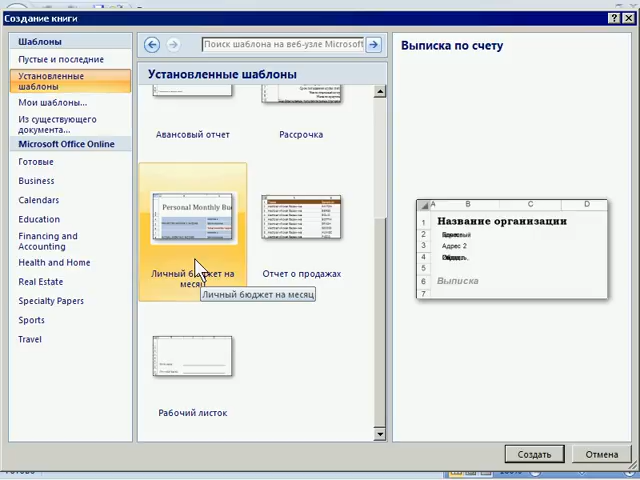 Создание книги
Шаблоны
Пустые и последние
Установленные
шаблоны
Мои шаблоны...
Из существующего
документа...
Microsoft Office Online
Готовые
Business
Calendars
Education
Financing and
Accounting
Health and Home
Real Estate
Specialty Papers
Sports
Travel
Поиск шаблона на веб-узле Microsoft
Установленные шаблоны
Авансовый отчет
Рассрочка
Personal Monthly Bu
Личный бюджет на
месяц
Отчет о продажах
Личный бюджет на месяц
Рабочий листок
Выписка по счету
A B C D
1 Название организации
2
3 Адрес 2
4
5
6 Выписка
7
Создать
Отмена